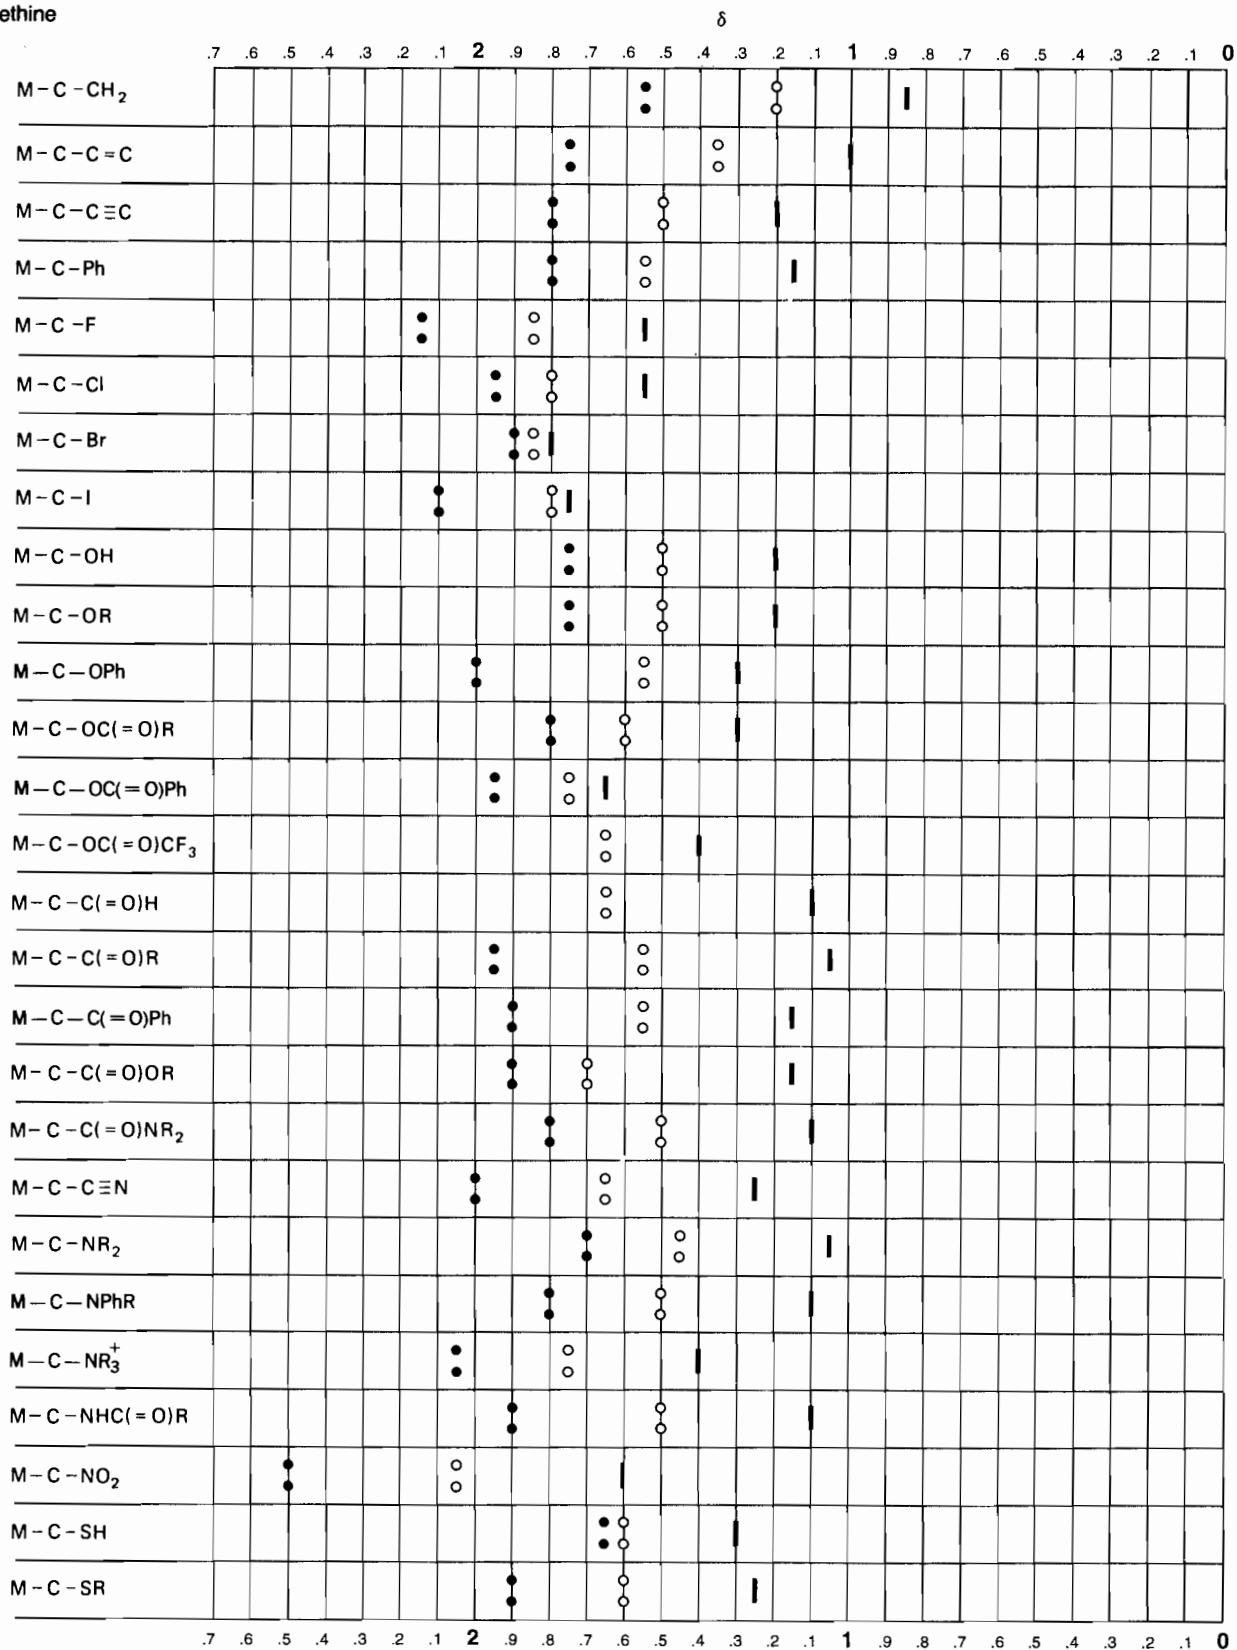 ethine
δ
.7 .6 .5 .4 .3 .2 .1 2 .9 .8 .7 .6 .5 .4 .3 .2 .1 1 .9 .8 .7 .6 .5 .4 .3 .2 .1 0
M-C-CH2
M-C-C=C
M-C-C≡C
M-C-Ph
M-C-F
M-C-Cl
M-C-Br
M-C-I
M-C-OH
M-C-OR
M-C-OPh
M-C-OC(=O)R
M-C-OC(=O)Ph
M-C-OC(=O)CF3
M-C-C(=O)H
M-C-C(=O)R
M-C-C(=O)Ph
M-C-C(=O)OR
M-C-C(=O)NR2
M-C-C≡N
M-C-NR2
M-C-NPhR
M-C-NR3+
M-C-NHC(=O)R
M-C-NO2
M-C-SH
M-C-SR
.7 .6 .5 .4 .3 .2 .1 2 .9 .8 .7 .6 .5 .4 .3 .2 .1 1 .9 .8 .7 .6 .5 .4 .3 .2 .1 0